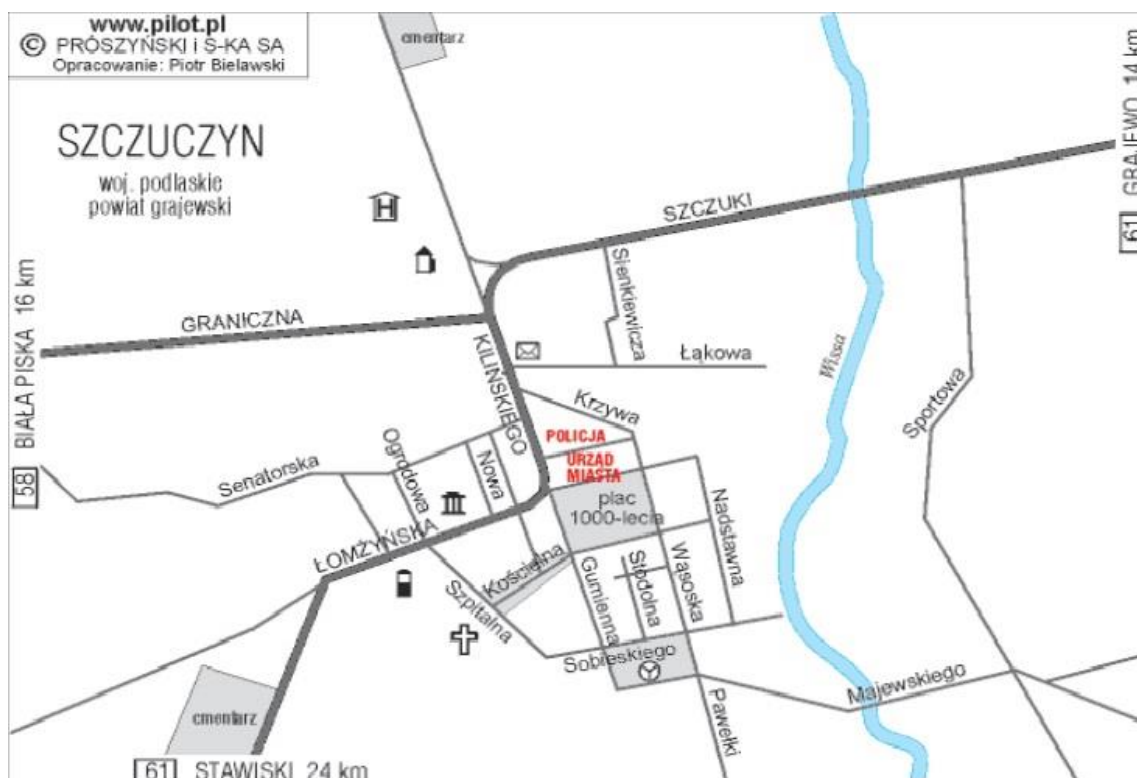 www.pilot.pl
© PRÓSZYŃSKI i S-KA SA
Opracowanie: Piotr Bielawski
cmentarz
SZCZUCZYN
woj. podlaskie
powiat grajewski
61 GRAJEWO 14 km
SZCZUKI
Sienkiewicza
GRANICZNA
58 BIAŁA PISKA 16 km
KILIŃSKIEGO
Łąkowa
Wissa
Krzywa
Sportowa
POLICJA
URZĄD
MIASTA
Ogrodowa
Nowa
Senatorska
plac
1000-lecia
Nadstawna
ŁOMŻYŃSKA
Kościelna
Szpitalna
Gumienna
Stodolna
Wąsoska
Sobieskiego
Majewskiego
Pawełki
cmentarz
61 STAWISKI 24 km